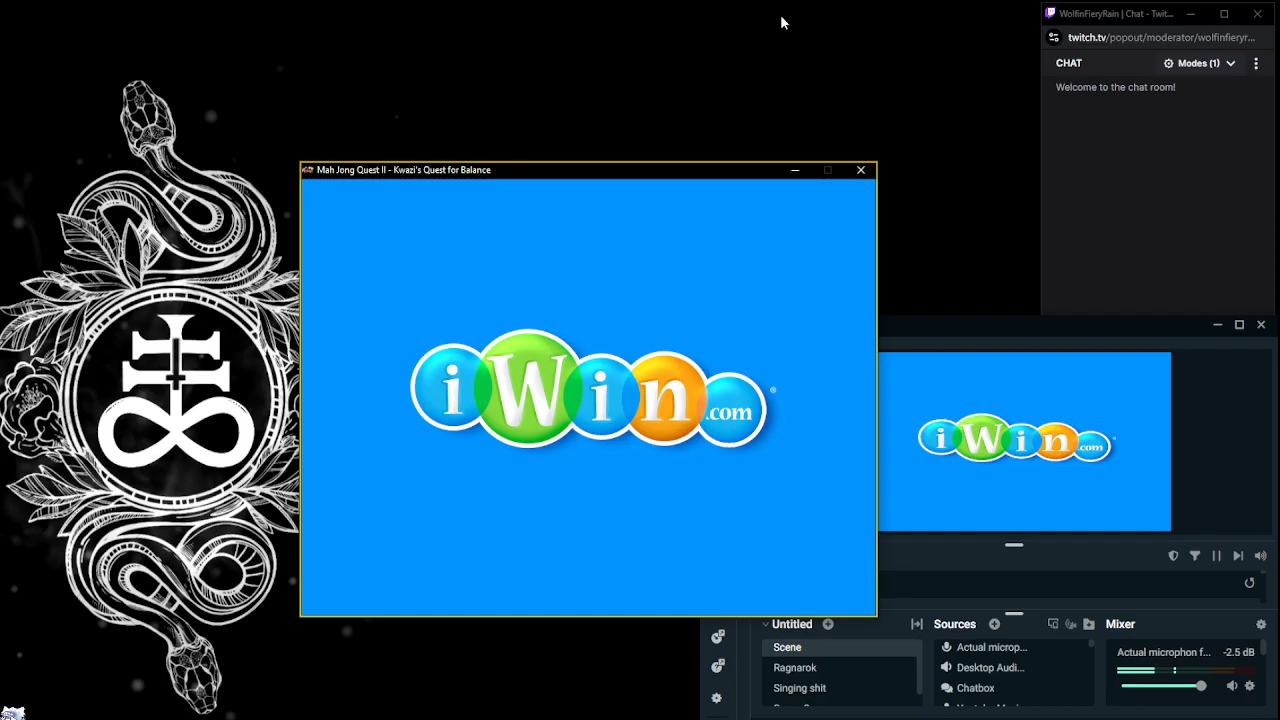 WolfinFieryRain | Chat - Twit...
twitch.tv/popout/moderator/wolfinfieryr...
CHAT
Modes (1)
Welcome to the chat room!
Mah Jong Quest II - Kwazi's Quest for Balance
iWin.com®
iWin.com
Untitled
Scene
Ragnarok
Singing shit
Sources
Actual microp...
Desktop Audi...
Chatbox
Mixer
Actual microphon f...
-2.5 dB